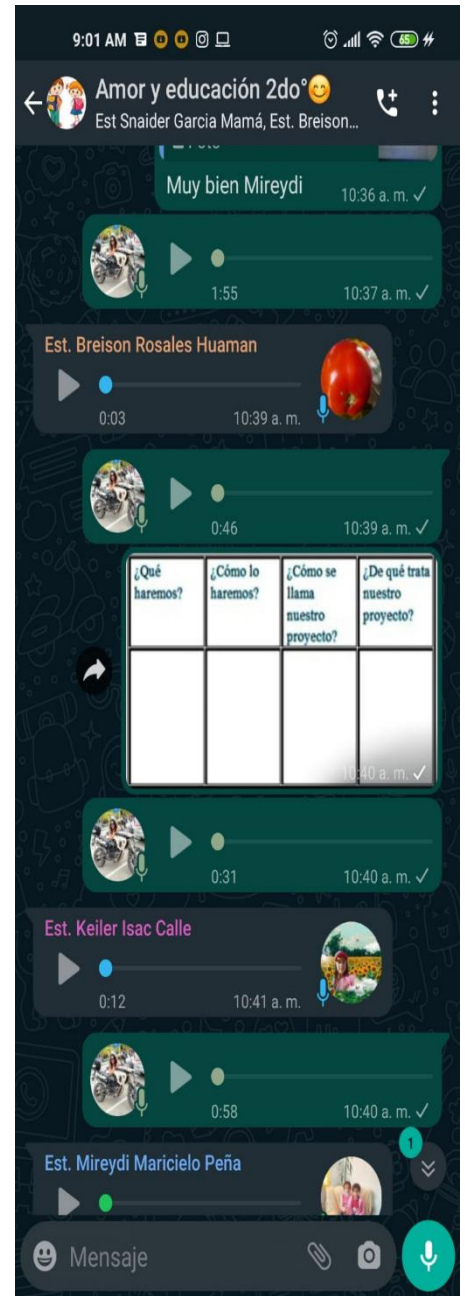 9:01 AM
65
Amor y educación 2do°😊
Est Snaider Garcia Mamá, Est. Breison...
Muy bien Mireydi
10:36 a. m.
1:55
10:37 a. m.
Est. Breison Rosales Huaman
0:03
10:39 a. m.
0:46
10:39 a. m.
¿Qué haremos?
¿Cómo lo haremos?
¿Cómo se llama nuestro proyecto?
¿De qué trata nuestro proyecto?
10:40 a. m.
0:31
10:40 a. m.
Est. Keiler Isac Calle
0:12
10:41 a. m.
0:58
10:40 a. m.
1
Est. Mireydi Maricielo Peña
Mensaje